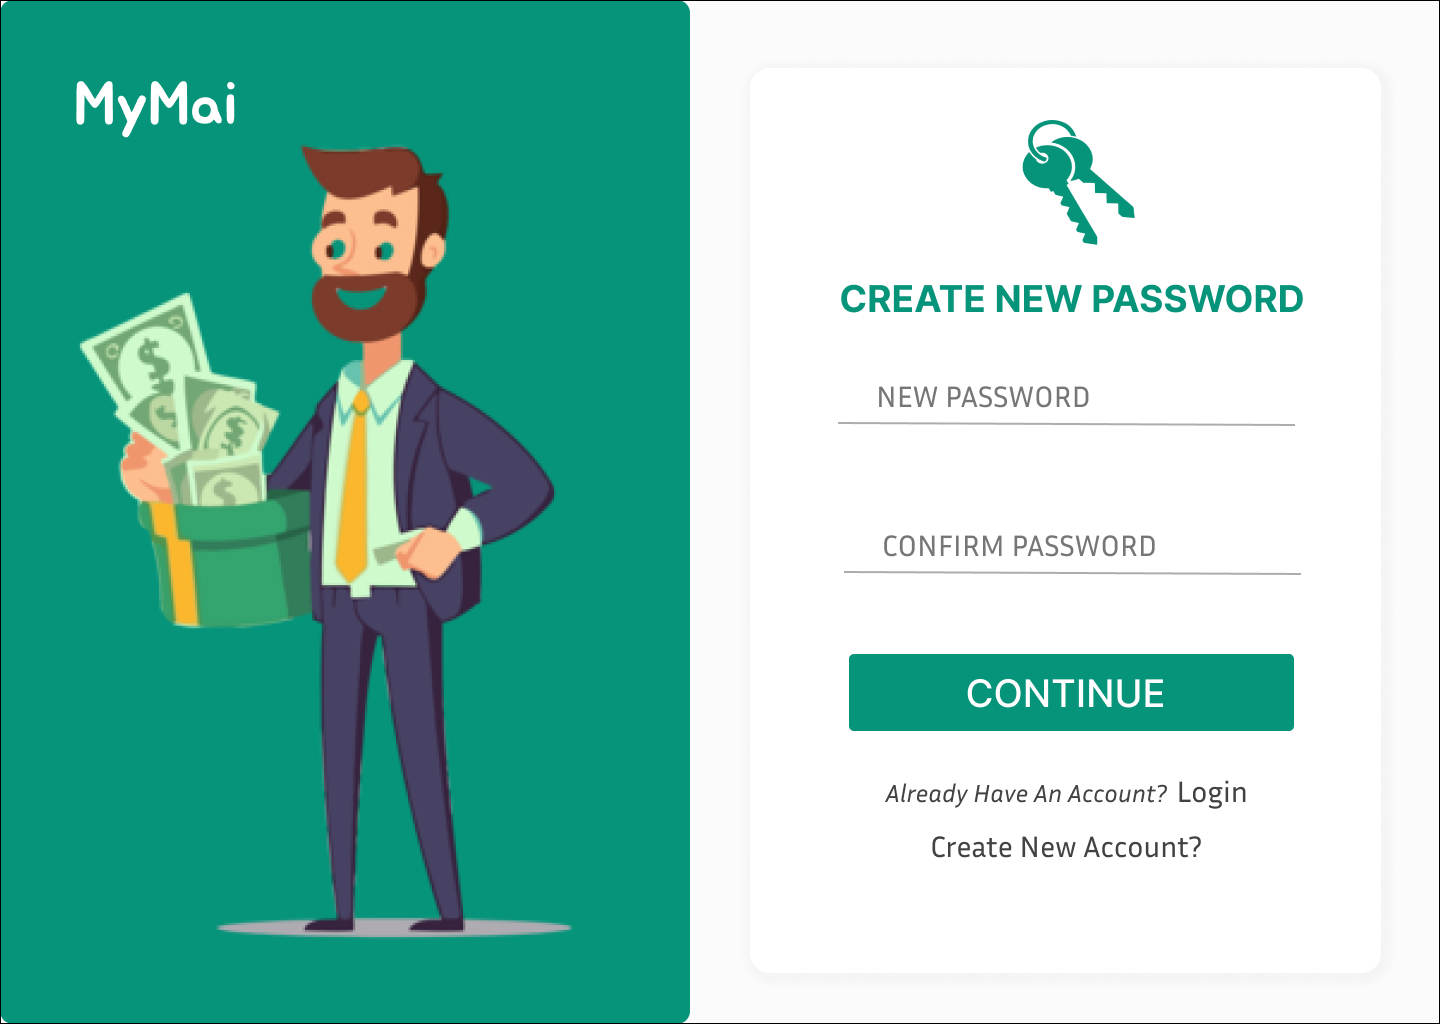 MyMai
CREATE NEW PASSWORD
NEW PASSWORD
CONFIRM PASSWORD
CONTINUE
Already Have An Account? Login
Create New Account?